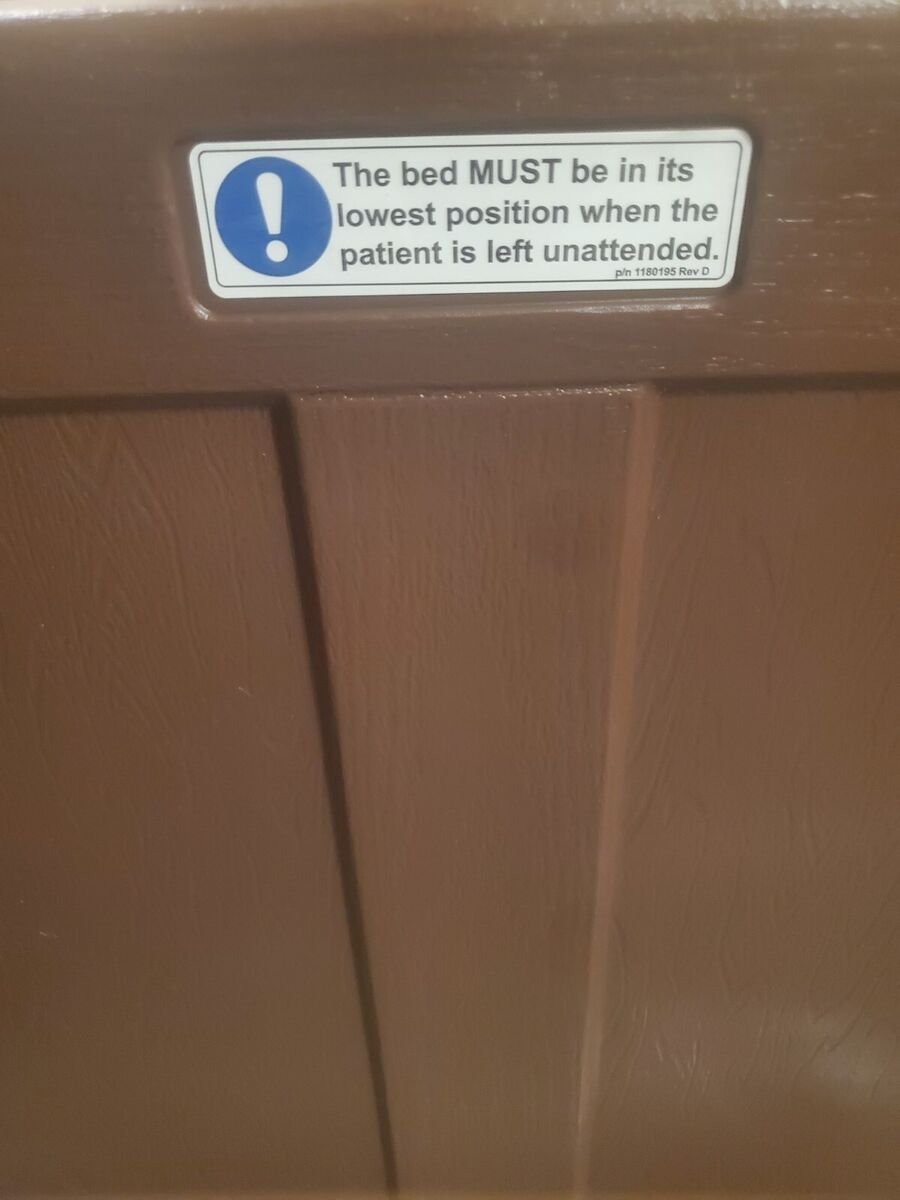 The bed MUST be in its
lowest position when the
patient is left unattended.
p/n 1180195 Rev D